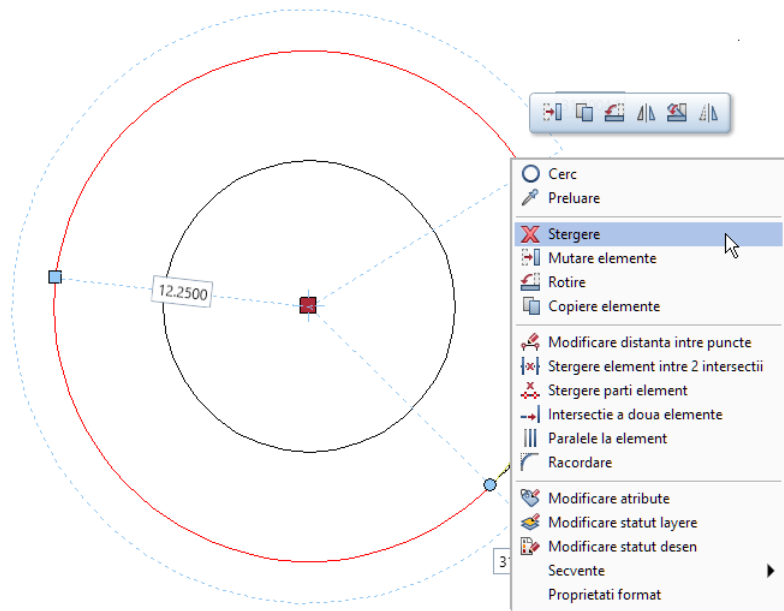 Cerc
Preluare
Stergere
Mutare elemente
12.2500
Rotire
Copiere elemente
Modificare distanta intre puncte
Stergere element intre 2 intersectii
Stergere parti element
Intersectie a doua elemente
Paralele la element
Racordare
Modificare atribute
Modificare statut layere
Modificare statut desen
Secvente
Proprietati format